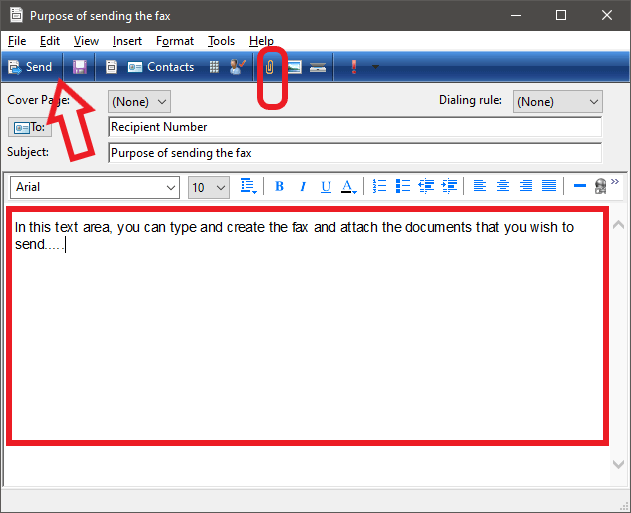 Purpose of sending the fax
File Edit View Insert Format Tools Help
Send Contacts
Cover Page: (None) Dialing rule: (None)
To: Recipient Number
Subject: Purpose of sending the fax
Arial 10 B I U A
In this text area, you can type and create the fax and attach the documents that you wish to
send.....